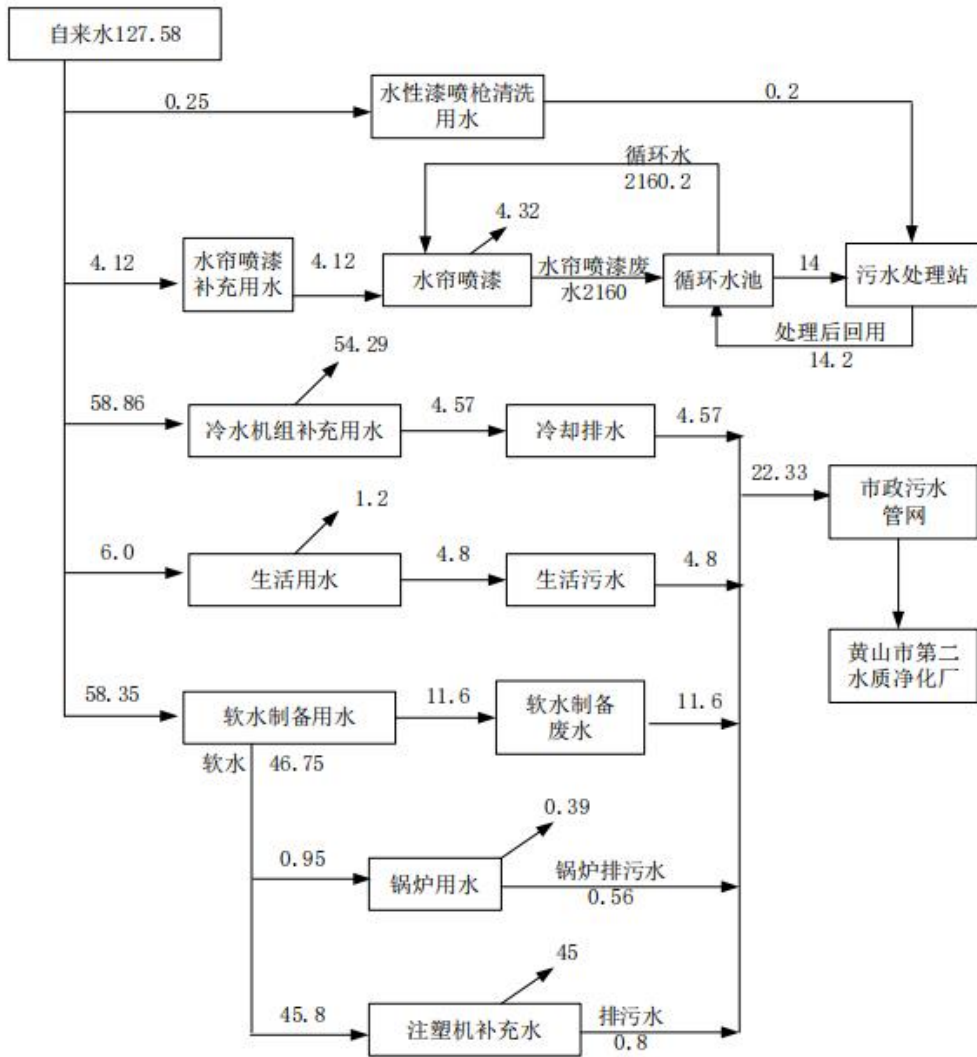 自来水127.58
0.25
水性漆喷枪清洗
用水
0.2
循环水
2160.2
4.32
4.12
水帘喷漆
补充用水
4.12
水帘喷漆
水帘喷漆废
水2160
循环水池
14
污水处理站
处理后回用
14.2
54.29
58.86
冷水机组补充用水
4.57
冷却排水
4.57
22.33
市政污水
管网
1.2
6.0
生活用水
4.8
生活污水
4.8
黄山市第二
水质净化厂
58.35
软水制备用水
11.6
软水制备
废水
11.6
软水 46.75
0.39
0.95
锅炉用水
锅炉排污水
0.56
45
45.8
注塑机补充水
排污水
0.8